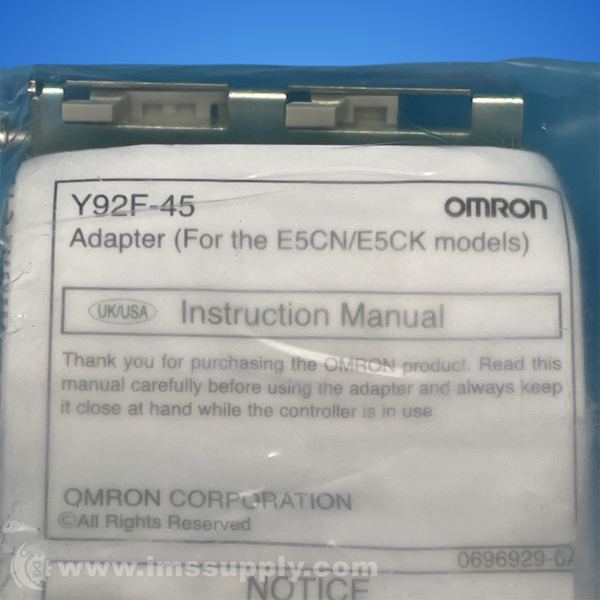 Y92F-45 OMRON
Adapter (For the E5CN/E5CK models)
UK/USA Instruction Manual
Thank you for purchasing the OMRON product. Read this
manual carefully before using the adapter and always keep
it close at hand while the controller is in use.
OMRON CORPORATION
©All Rights Reserved
0696929-6A
www.imssupply.com
NOTICE